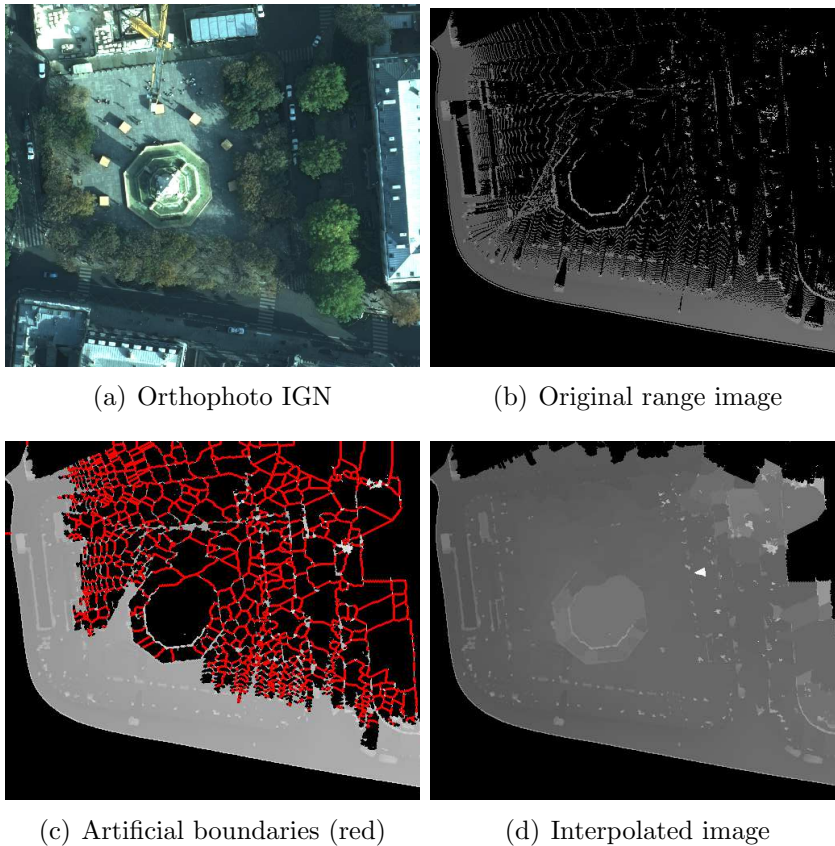 (a) Orthophoto IGN
(b) Original range image
(c) Artificial boundaries (red)
(d) Interpolated image